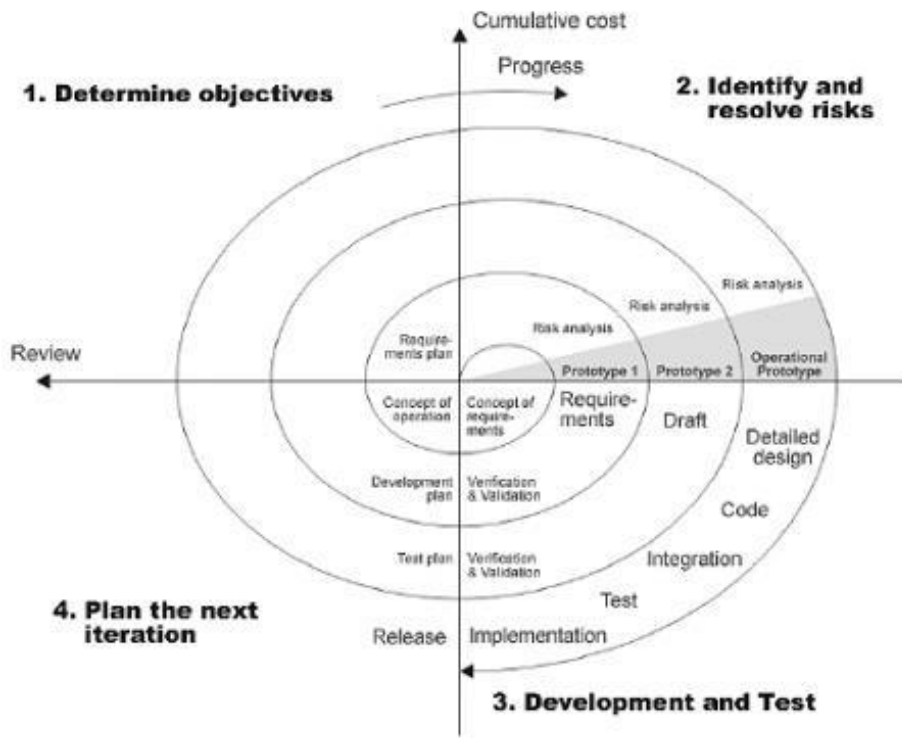 Cumulative cost
Progress
1. Determine objectives
2. Identify and
resolve risks
Risk analysis
Risk analysis
Risk analysis
Require-
ments plan
Review
Prototype 1
Prototype 2
Operational
Prototype
Concept of
operation
Concept of
require-
ments
Require-
ments
Draft
Detailed
design
Development
plan
Verification
& Validation
Code
Test plan
Verification
& Validation
Integration
Test
4. Plan the next
iteration
Release
Implementation
3. Development and Test